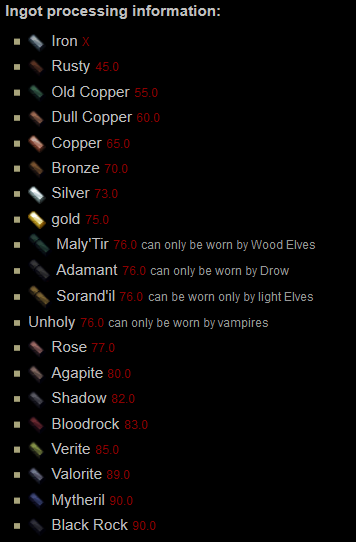 Ingot processing information:
Iron X
Rusty 45.0
Old Copper 55.0
Dull Copper 60.0
Copper 65.0
Bronze 70.0
Silver 73.0
gold 75.0
Maly'Tir 76.0 can only be worn by Wood Elves
Adamant 76.0 can only be worn by Drow
Sorand'il 76.0 can be worn only by light Elves
Unholy 76.0 can only be worn by vampires
Rose 77.0
Agapite 80.0
Shadow 82.0
Bloodrock 83.0
Verite 85.0
Valorite 89.0
Mytheril 90.0
Black Rock 90.0